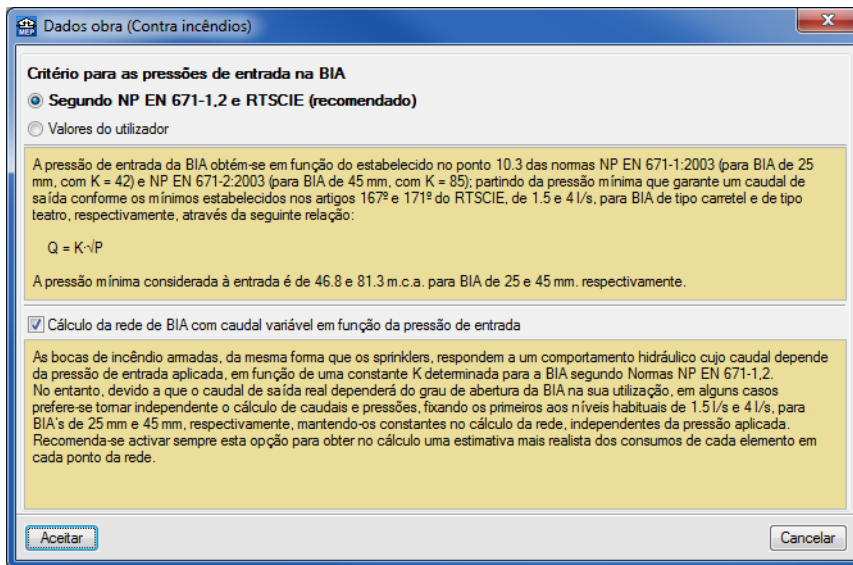 Dados obra (Contra incêndios)
MEP
Critério para as pressões de entrada na BIA
Segundo NP EN 671-1,2 e RTSCIE (recomendado)
Valores do utilizador
A pressão de entrada da BIA obtém-se em função do estabelecido no ponto 10.3 das normas NP EN 671-1:2003 (para BIA de 25
mm, com K = 42) e NP EN 671-2:2003 (para BIA de 45 mm, com K = 85); partindo da pressão mínima que garante um caudal de
saída conforme os mínimos estabelecidos nos artigos 167º e 171º do RTSCIE, de 1.5 e 4 l/s, para BIA de tipo carretel e de tipo
teatro, respectivamente, através da seguinte relação:
Q = K·√P
A pressão mínima considerada à entrada é de 46.8 e 81.3 m.c.a. para BIA de 25 e 45 mm. respectivamente.
Cálculo da rede de BIA com caudal variável em função da pressão de entrada
As bocas de incêndio armadas, da mesma forma que os sprinklers, respondem a um comportamento hidráulico cujo caudal depende
da pressão de entrada aplicada, em função de uma constante K determinada para a BIA segundo Normas NP EN 671-1,2.
No entanto, devido a que o caudal de saída real dependerá do grau de abertura da BIA na sua utilização, em alguns casos
prefere-se tornar independente o cálculo de caudais e pressões, fixando os primeiros aos níveis habituais de 1.5 l/s e 4 l/s, para
BIA's de 25 mm e 45 mm, respectivamente, mantendo-os constantes no cálculo da rede, independentes da pressão aplicada.
Recomenda-se activar sempre esta opção para obter no cálculo uma estimativa mais realista dos consumos de cada elemento em
cada ponto da rede.
Aceitar
Cancelar